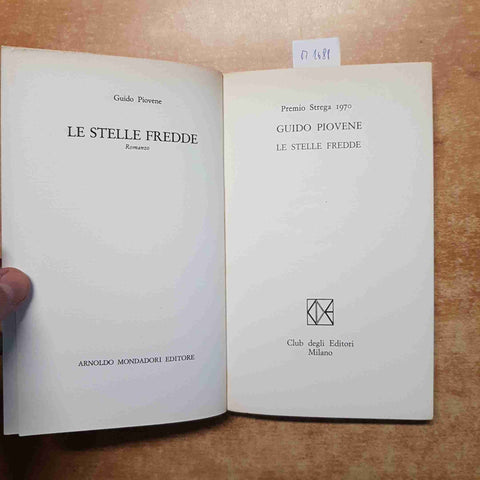 Guido Piovene
LE STELLE FREDDE
Romanzo
ARNOLDO MONDADORI EDITORE
Premio Strega 1970
GUIDO PIOVENE
LE STELLE FREDDE
Club degli Editori
Milano